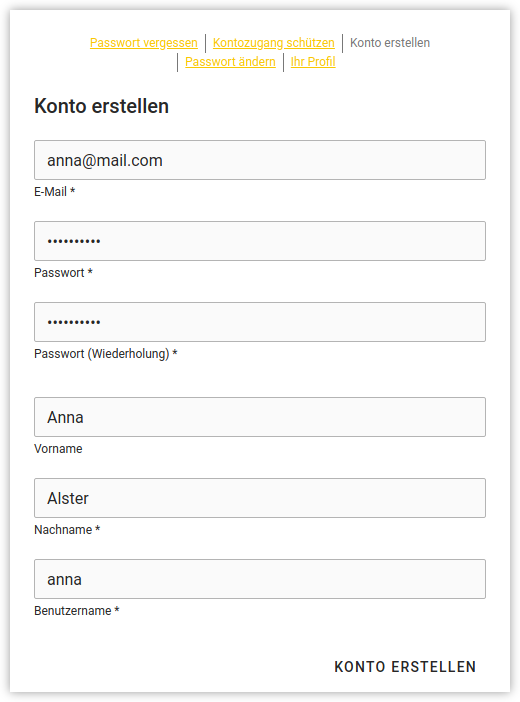 Passwort vergessen | Kontozugang schützen | Konto erstellen
| Passwort ändern | Ihr Profil
Konto erstellen
anna@mail.com
E-Mail *
••••••••••
Passwort *
••••••••••
Passwort (Wiederholung) *
Anna
Vorname
Alster
Nachname *
anna
Benutzername *
KONTO ERSTELLEN